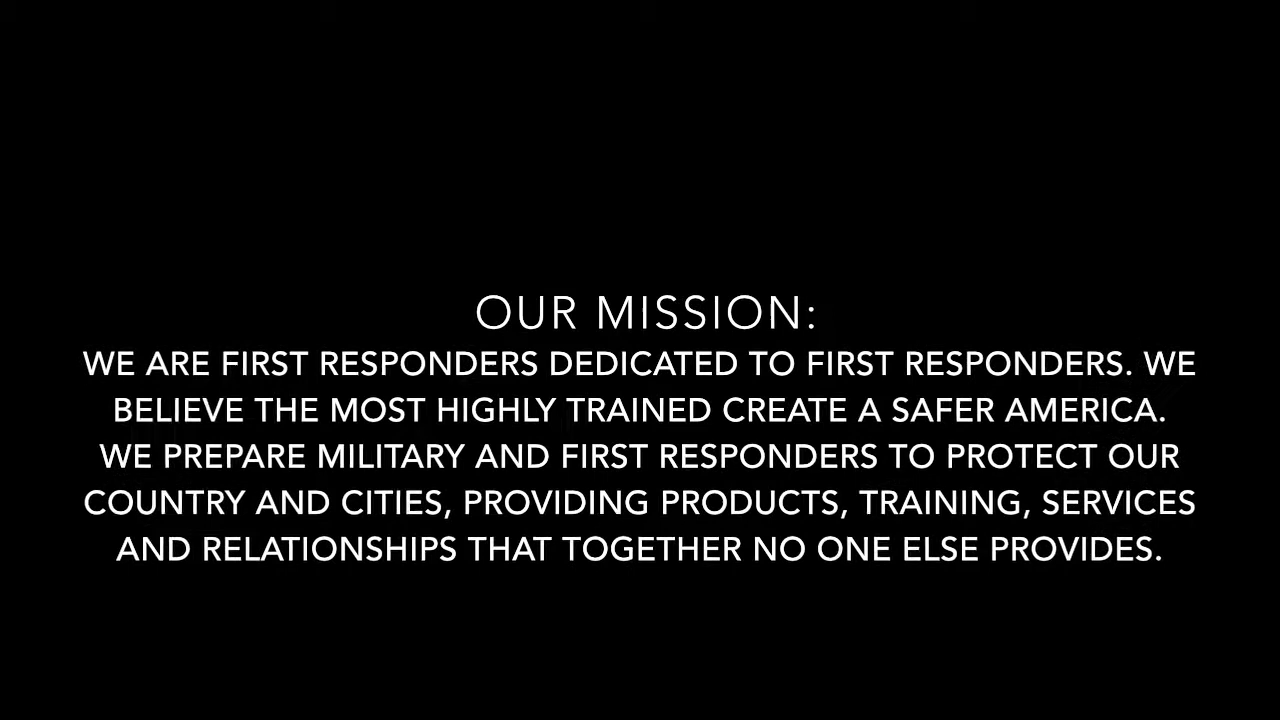 OUR MISSION:
WE ARE FIRST RESPONDERS DEDICATED TO FIRST RESPONDERS. WE
BELIEVE THE MOST HIGHLY TRAINED CREATE A SAFER AMERICA.
WE PREPARE MILITARY AND FIRST RESPONDERS TO PROTECT OUR
COUNTRY AND CITIES, PROVIDING PRODUCTS, TRAINING, SERVICES
AND RELATIONSHIPS THAT TOGETHER NO ONE ELSE PROVIDES.